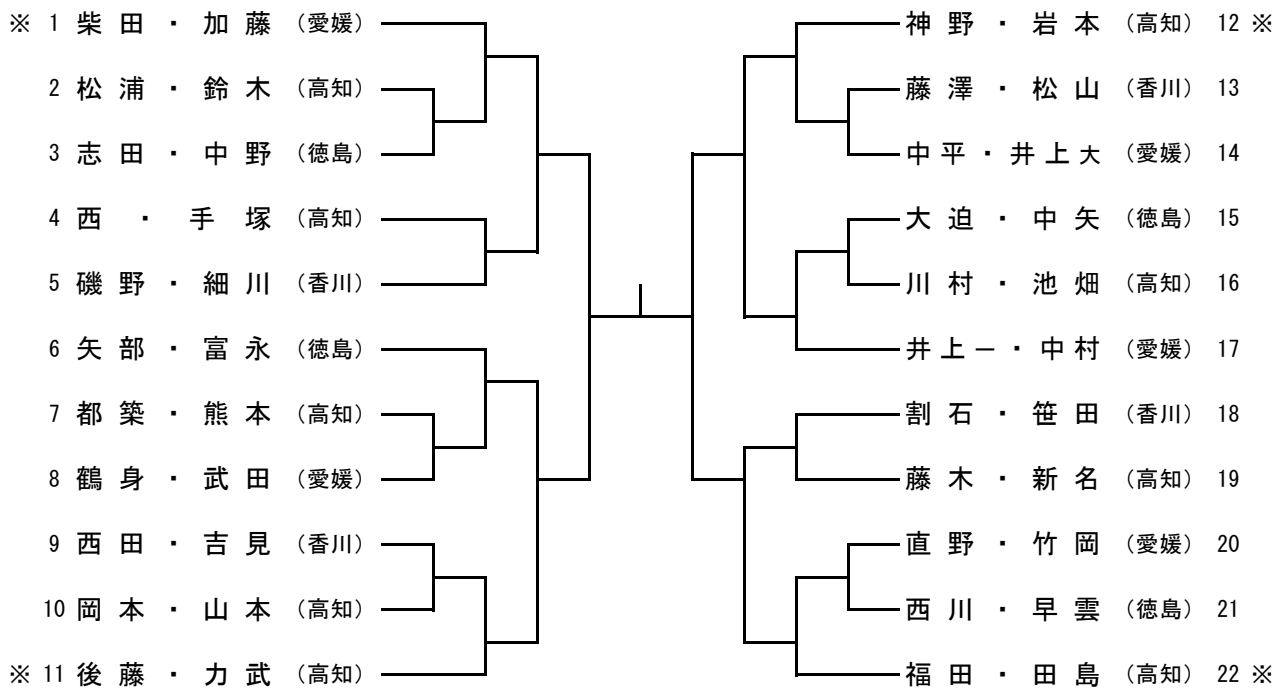 ※ 1 柴田・加藤 (愛媛)
2 松浦・鈴木 (高知)
3 志田・中野 (徳島)
4 西・手塚 (高知)
5 磯野・細川 (香川)
6 矢部・富永 (徳島)
7 都築・熊本 (高知)
8 鶴身・武田 (愛媛)
9 西田・吉見 (香川)
10 岡本・山本 (高知)
※ 11 後藤・力武 (高知)
神野・岩本 (高知) 12 ※
藤澤・松山 (香川) 13
中平・井上大 (愛媛) 14
大迫・中矢 (徳島) 15
川村・池畑 (高知) 16
井上一・中村 (愛媛) 17
割石・笹田 (香川) 18
藤木・新名 (高知) 19
直野・竹岡 (愛媛) 20
西川・早雲 (徳島) 21
福田・田島 (高知) 22 ※